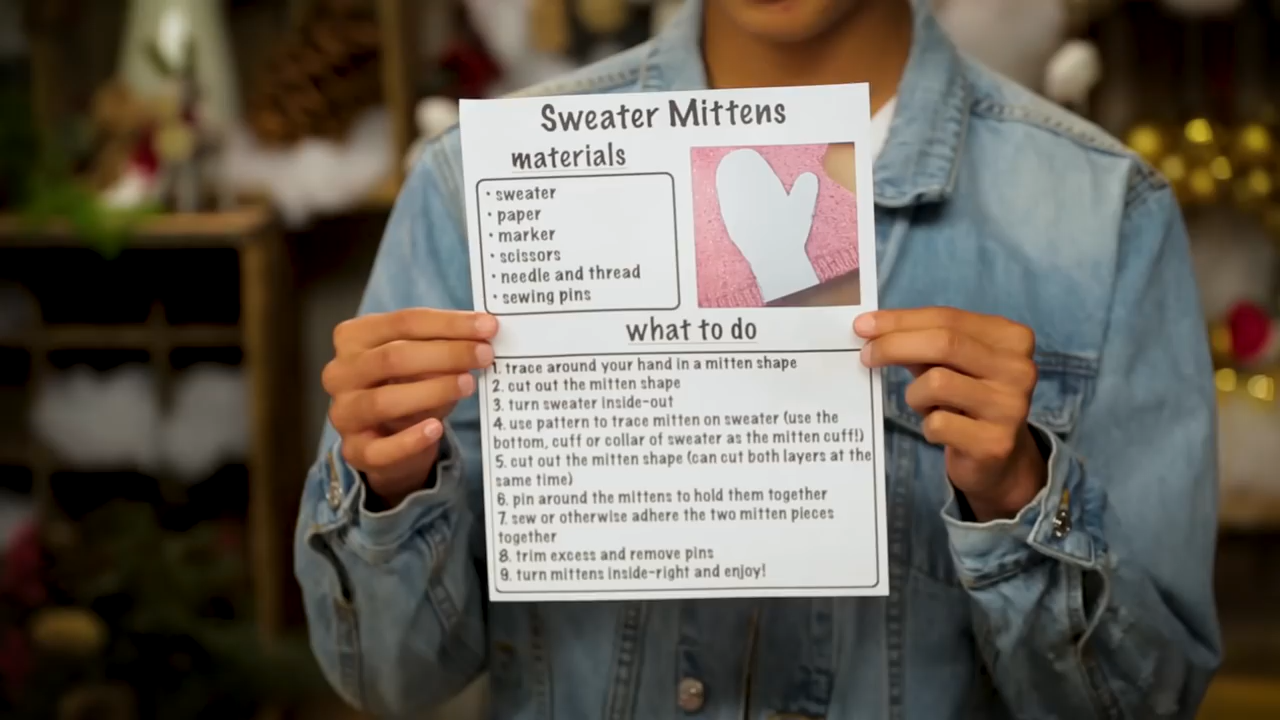 Sweater Mittens
materials
• sweater
• paper
• marker
• scissors
• needle and thread
• sewing pins
what to do
1. trace around your hand in a mitten shape
2. cut out the mitten shape
3. turn sweater inside-out
4. use pattern to trace mitten on sweater (use the
bottom, cuff or collar of sweater as the mitten cuff!)
5. cut out the mitten shape (can cut both layers at the
same time)
6. pin around the mittens to hold them together
7. sew or otherwise adhere the two mitten pieces
together
8. trim excess and remove pins
9. turn mittens inside-right and enjoy!